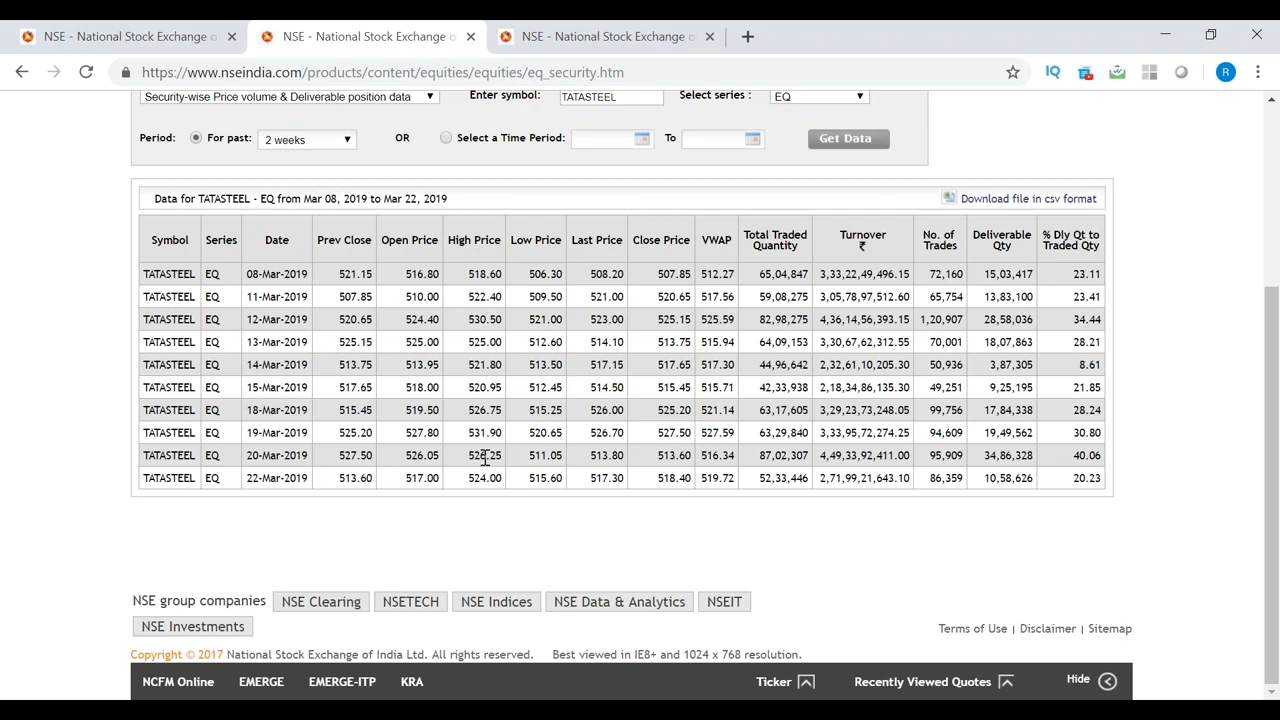 NSE - National Stock Exchange o
NSE - National Stock Exchange o
NSE - National Stock Exchange o
https://www.nseindia.com/products/content/equities/equities/eq_security.htm
IQ
R
Security-wise Price volume & Deliverable position data Enter symbol: TATASTEEL Select series : EQ
Period: For past: 2 weeks OR Select a Time Period: To Get Data
Data for TATASTEEL - EQ from Mar 08, 2019 to Mar 22, 2019 Download file in csv format
Symbol Series Date Prev Close Open Price High Price Low Price Last Price Close Price VWAP Total Traded Quantity Turnover ₹ No. of Trades Deliverable Qty % Dly Qt to Traded Qty
TATASTEEL EQ 08-Mar-2019 521.15 516.80 518.60 506.30 508.20 507.85 512.27 65,04,847 3,33,22,49,496.15 72,160 15,03,417 23.11
TATASTEEL EQ 11-Mar-2019 507.85 510.00 522.40 509.50 521.00 520.65 517.56 59,08,275 3,05,78,97,512.60 65,754 13,83,100 23.41
TATASTEEL EQ 12-Mar-2019 520.65 524.40 530.50 521.00 523.00 525.15 525.59 82,98,275 4,36,14,56,393.15 1,20,907 28,58,036 34.44
TATASTEEL EQ 13-Mar-2019 525.15 525.00 525.00 512.60 514.10 513.75 515.94 64,09,153 3,30,67,62,312.55 70,001 18,07,863 28.21
TATASTEEL EQ 14-Mar-2019 513.75 513.95 521.80 513.50 517.15 517.65 517.30 44,96,642 2,32,61,10,205.30 50,936 3,87,305 8.61
TATASTEEL EQ 15-Mar-2019 517.65 518.00 520.95 512.45 514.50 515.45 515.71 42,33,938 2,18,34,86,135.30 49,251 9,25,195 21.85
TATASTEEL EQ 18-Mar-2019 515.45 519.50 526.75 515.25 526.00 525.20 521.14 63,17,605 3,29,23,73,248.05 99,756 17,84,338 28.24
TATASTEEL EQ 19-Mar-2019 525.20 527.80 531.90 520.65 526.70 527.50 527.59 63,29,840 3,33,95,72,274.25 94,609 19,49,562 30.80
TATASTEEL EQ 20-Mar-2019 527.50 526.05 511.05 513.80 513.60 516.34 87,02,307 4,49,33,92,411.00 95,909 34,86,328 40.06
TATASTEEL EQ 22-Mar-2019 513.60 517.00 524.00 515.60 517.30 518.40 519.72 52,33,446 2,71,99,21,643.10 86,359 10,58,626 20.23
NSE group companies NSE Clearing NSETECH NSE Indices NSE Data & Analytics NSEIT
NSE Investments
Terms of Use | Disclaimer | Sitemap
Copyright © 2017 National Stock Exchange of India Ltd. All rights reserved. Best viewed in IE8+ and 1024 x 768 resolution.
NCFM Online EMERGE EMERGE-ITP KRA Ticker Recently Viewed Quotes Hide